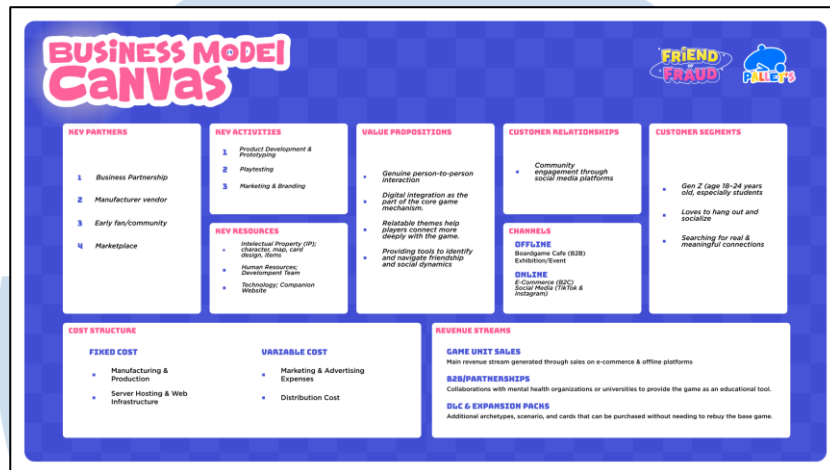 BUSINESS MODEL
CANVAS
FRIEND
OR
FRAUD
PALLET'S
KEY PARTNERS
1 Business Partnership
2 Manufacturer vendor
3 Early fan/community
4 Marketplace
KEY ACTIVITIES
1 Product Development &
Prototyping
2 Playtesting
3 Marketing & Branding
KEY RESOURCES
Intellectual Property (IP);
character, map, card
design, items
Human Resources;
Development Team
Technology; Companion
Website
VALUE PROPOSITIONS
Genuine person-to-person
interaction
Digital integration as the
part of the core game
mechanism.
Relatable themes help
players connect more
deeply with the game.
Providing tools to identify
and navigate friendship
and social dynamics
CUSTOMER RELATIONSHIPS
Community
engagement through
social media platforms
CHANNELS
OFFLINE
Boardgame Cafe (B2B)
Exhibition/Event
ONLINE
E-Commerce (B2C)
Social Media (TikTok &
Instagram)
CUSTOMER SEGMENTS
Gen Z (age 18-24 years
old, especially students
Loves to hang out and
socialize
Searching for real &
meaningful connections
COST STRUCTURE
FIXED COST
Manufacturing &
Production
Server Hosting & Web
Infrastructure
VARIABLE COST
Marketing & Advertising
Expenses
Distribution Cost
REVENUE STREAMS
GAME UNIT SALES
Main revenue stream generated through sales on e-commerce & offline platforms
B2B/PARTNERSHIPS
Collaborations with mental health organizations or universities to provide the game as an educational tool.
DLC & EXPANSION PACKS
Additional archetypes, scenario, and cards that can be purchased without needing to rebuy the base game.